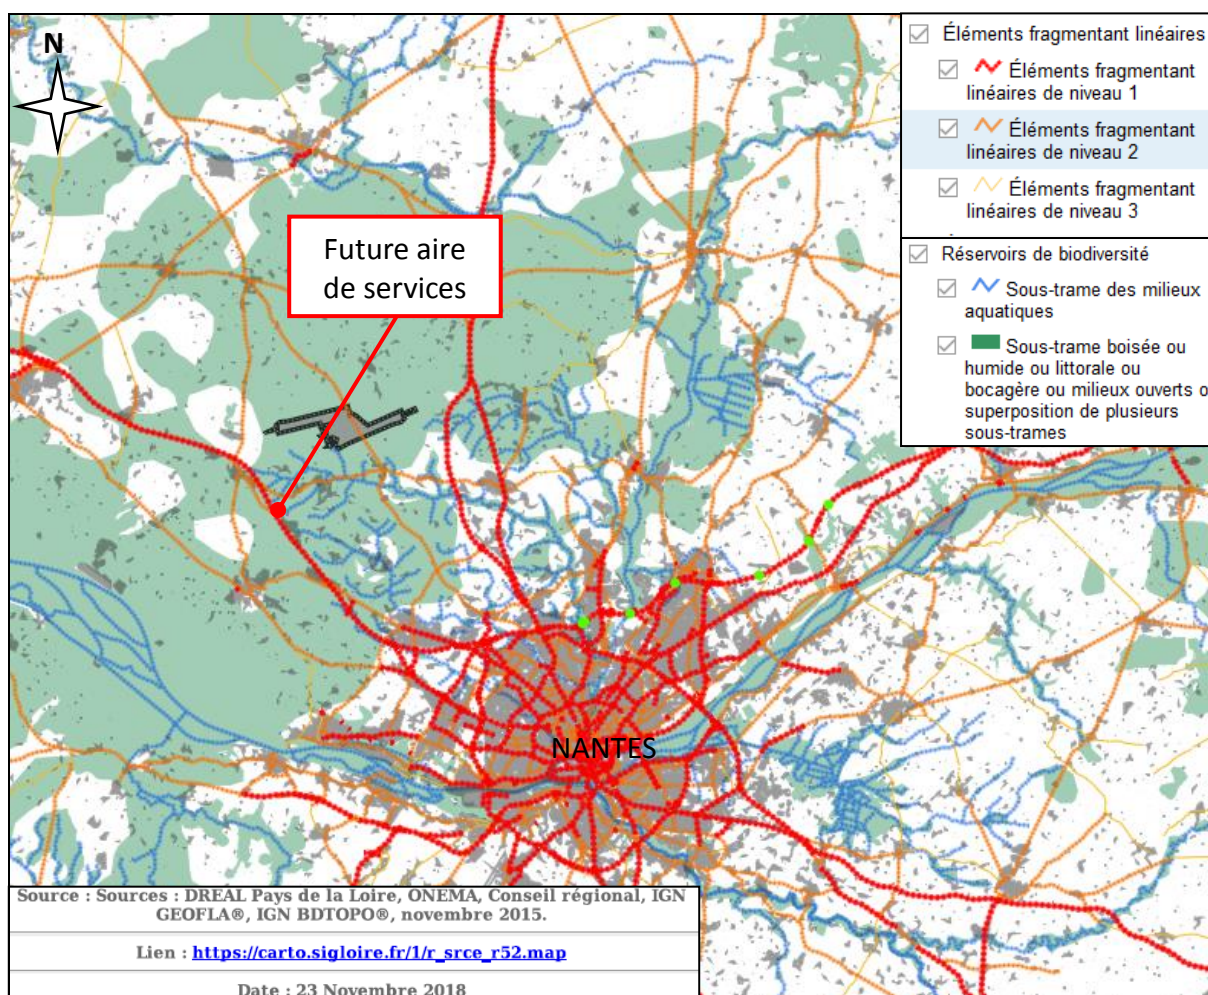 N
Future aire
de services
NANTES
Éléments fragmentant linéaires
Éléments fragmentant
linéaires de niveau 1
Éléments fragmentant
linéaires de niveau 2
Éléments fragmentant
linéaires de niveau 3
Réservoirs de biodiversité
Sous-trame des milieux
aquatiques
Sous-trame boisée ou
humide ou littorale ou
bocagère ou milieux ouverts o
superposition de plusieurs
sous-trames
Source : Sources : DREAL Pays de la Loire, ONEMA, Conseil régional, IGN
GEOFLA®, IGN BDTOPO®, novembre 2015.
Lien : https://carto.sigloire.fr/1/r_srce_r52.map
Date : 23 Novembre 2018